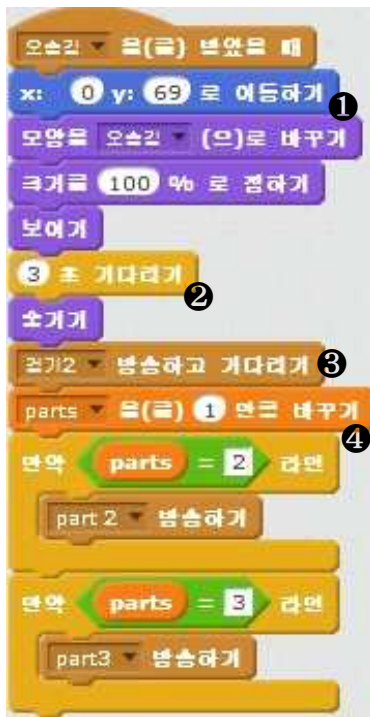 오솔길 을(를) 받았을 때
x: 0 y: 69 로 이동하기 ❶
모양을 오솔길 (으)로 바꾸기
크기를 100 % 로 정하기
보이기
3 초 기다리기 ❷
숨기기
걷기2 방송하고 기다리기 ❸
parts 을(를) 1 만큼 바꾸기 ❹
만약 parts = 2 라면
part 2 방송하기
만약 parts = 3 라면
part3 방송하기